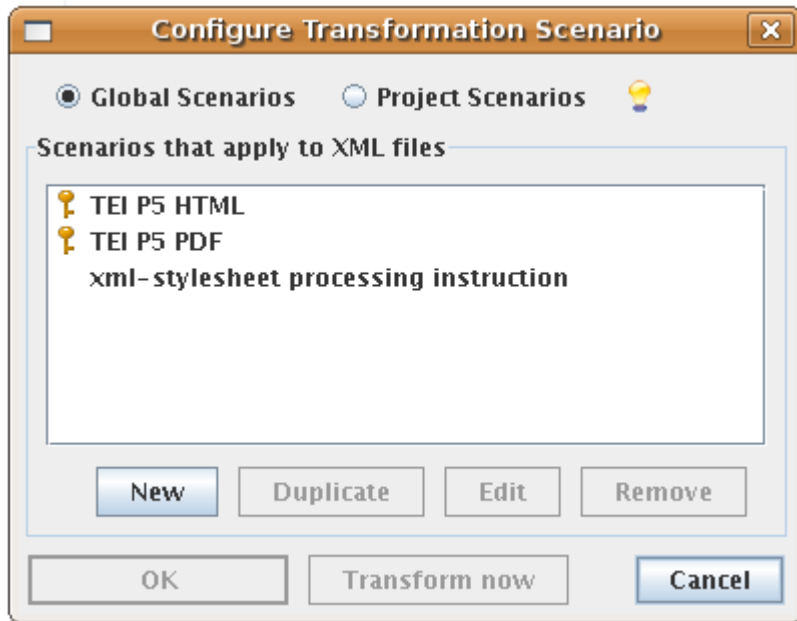 Configure Transformation Scenario
Global Scenarios Project Scenarios
Scenarios that apply to XML files
TEI P5 HTML
TEI P5 PDF
xml-stylesheet processing instruction
New Duplicate Edit Remove
OK Transform now Cancel